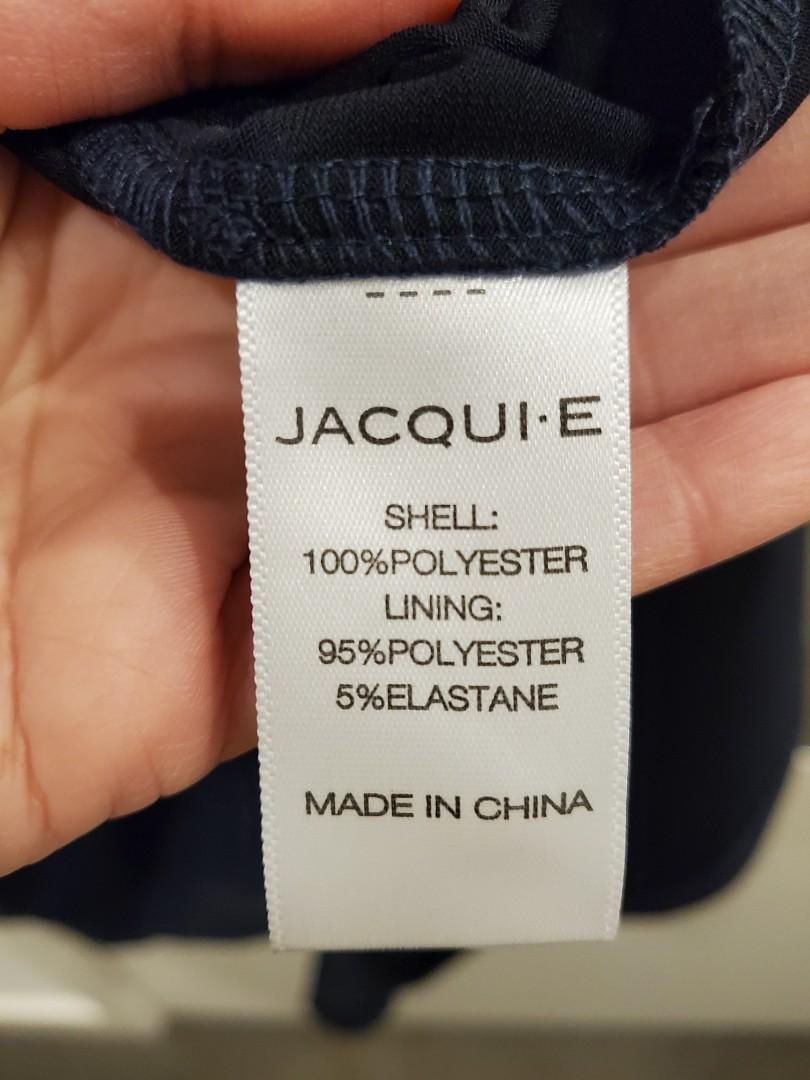 JACQUI·E
SHELL:
100%POLYESTER
LINING:
95%POLYESTER
5%ELASTANE
MADE IN CHINA